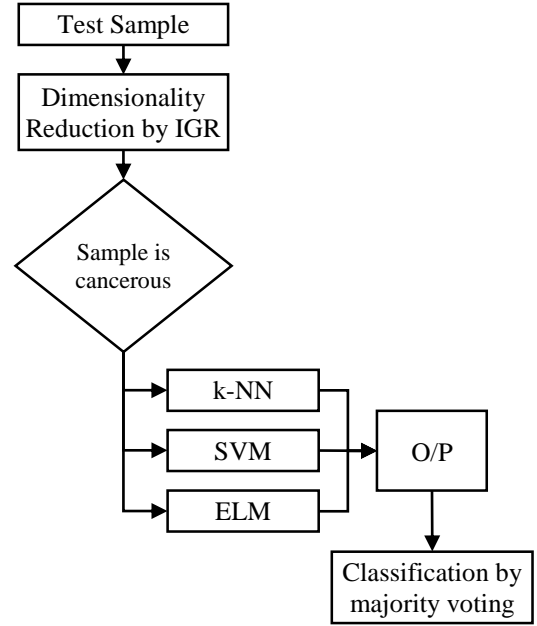 Test Sample
Dimensionality
Reduction by IGR
Sample is
cancerous
k-NN
SVM
ELM
O/P
Classification by
majority voting